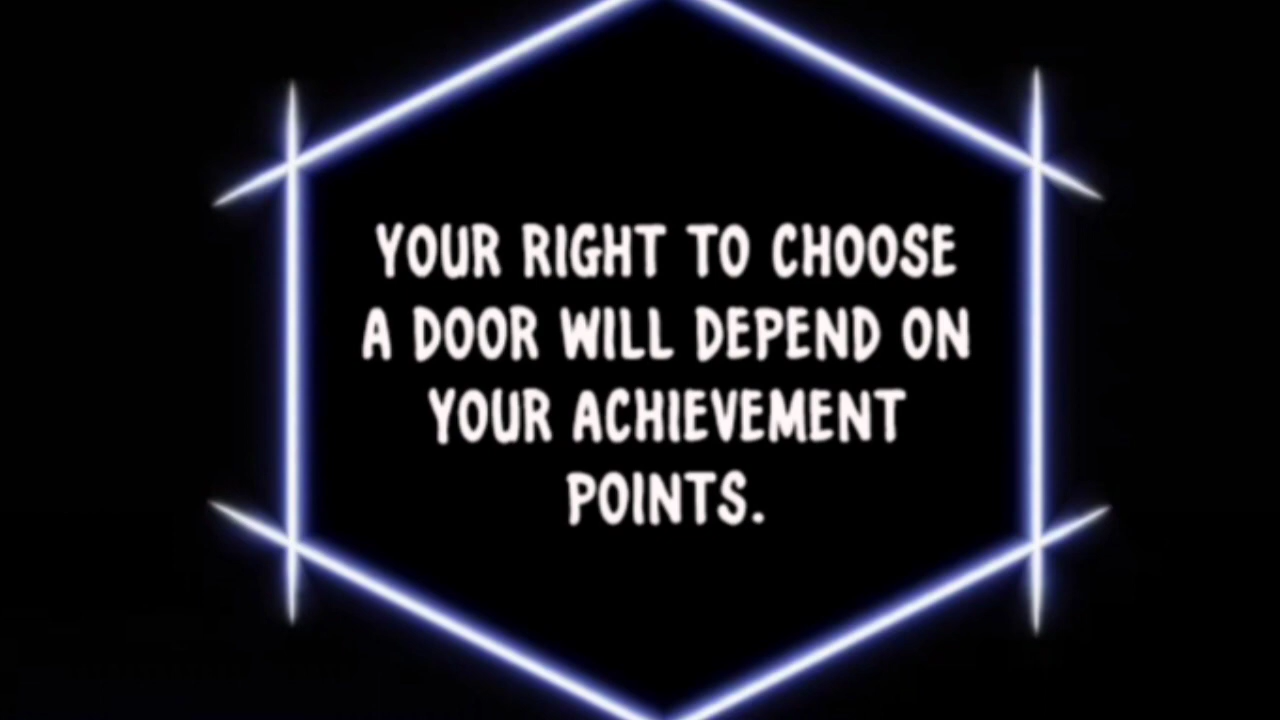 YOUR RIGHT TO CHOOSE
A DOOR WILL DEPEND ON
YOUR ACHIEVEMENT
POINTS.